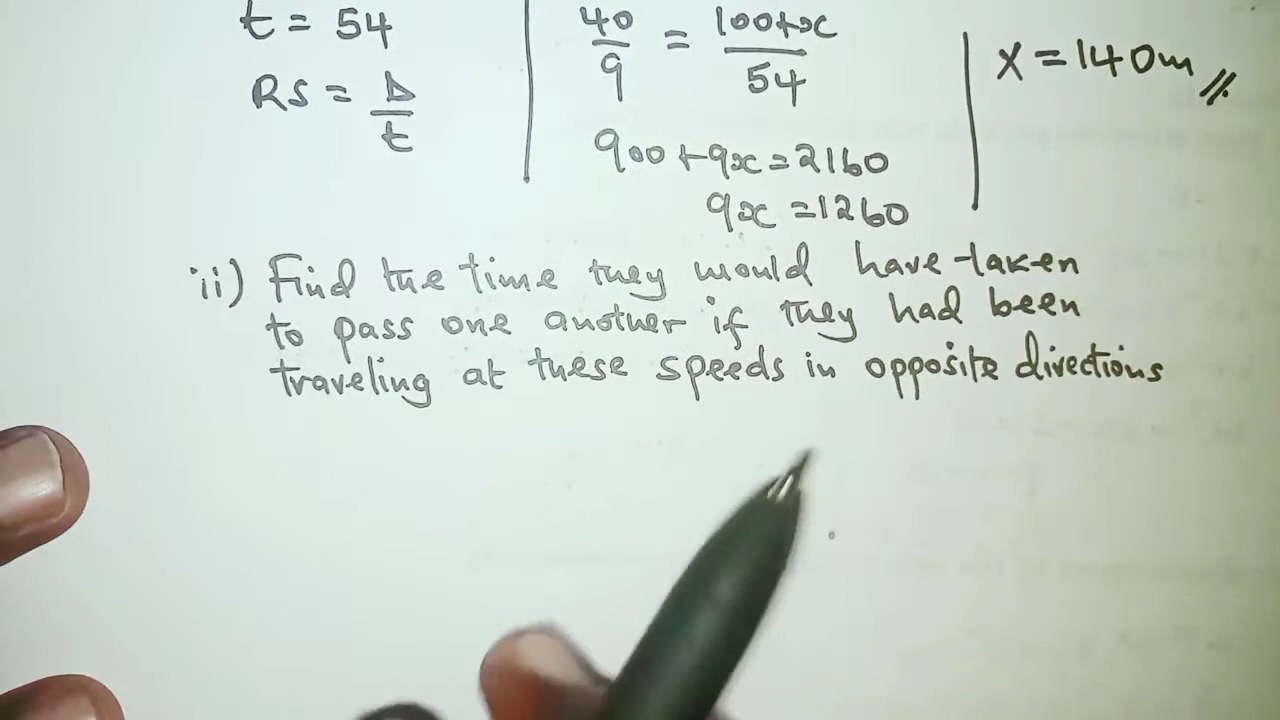 t = 54
RS = D/t
40/9 = 100+x/54
900 + 9x = 2160
9x = 1260
x = 140m //
ii) Find the time they would have taken
to pass one another if they had been
traveling at these speeds in opposite directions